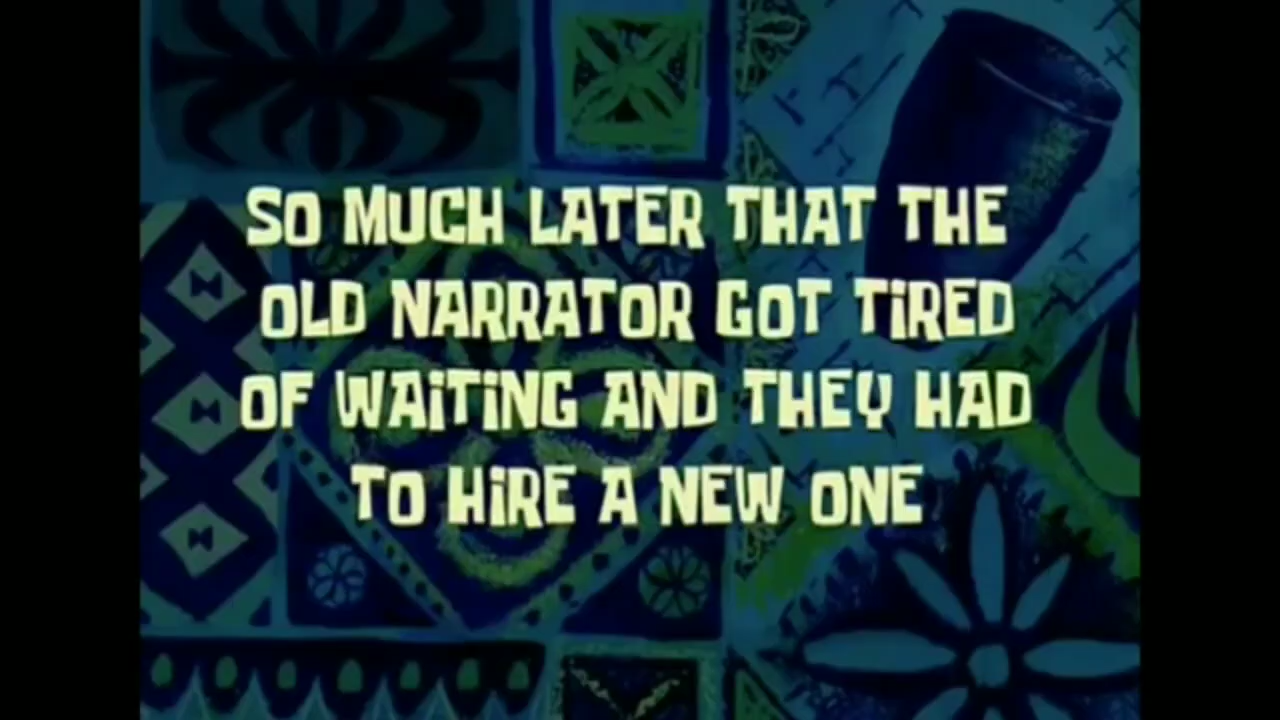 SO MUCH LATER THAT THE
OLD NARRATOR GOT TIRED
OF WAITING AND THEY HAD
TO HIRE A NEW ONE